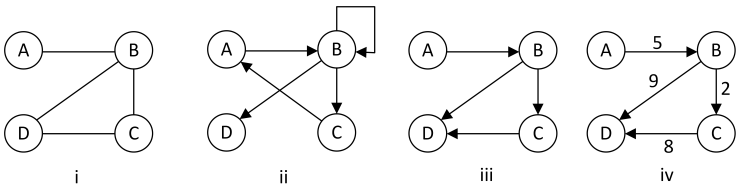 A B A B A B A 5 B
9 2
D C D C D C D 8 C
i ii iii iv